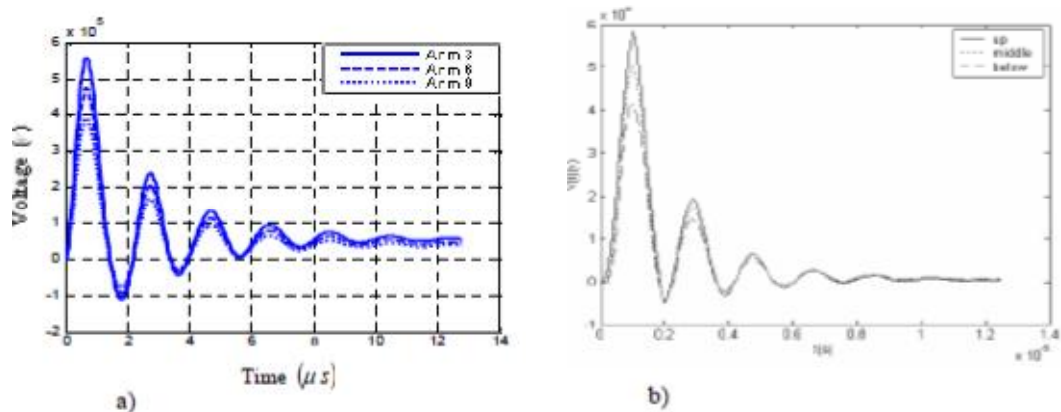 x 10^5
6
5
4
3
2
1
0
-1
-2
0 2 4 6 8 10 12 14
Arm 3
Arm 6
Arm 9
Voltage (v)
Time (μs)
a)
6
5
4
3
2
1
0
-1
0 0.2 0.4 0.6 0.8 1 1.2 1.4
up
middle
below
t[s]
b)